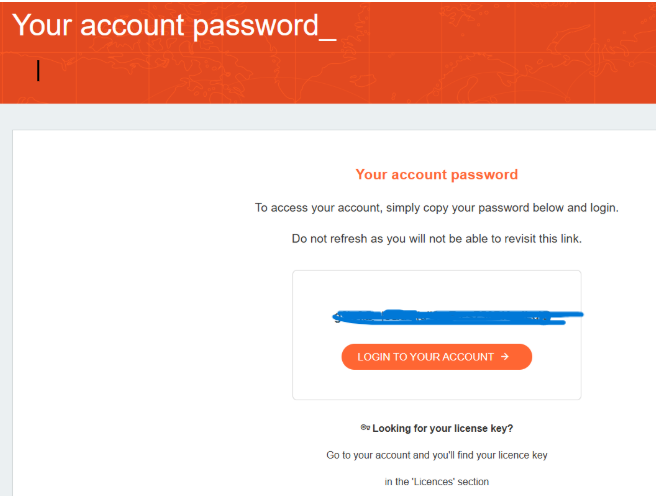 Your account password_
Your account password
To access your account, simply copy your password below and login.
Do not refresh as you will not be able to revisit this link.
LOGIN TO YOUR ACCOUNT →
Looking for your license key?
Go to your account and you'll find your licence key
in the 'Licences' section